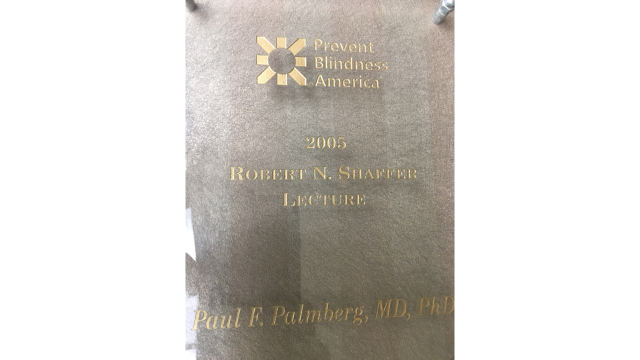 Prevent
Blindness
America
2005
ROBERT N. SHAFFER
LECTURE
Paul F. Palmberg, MD, PhD